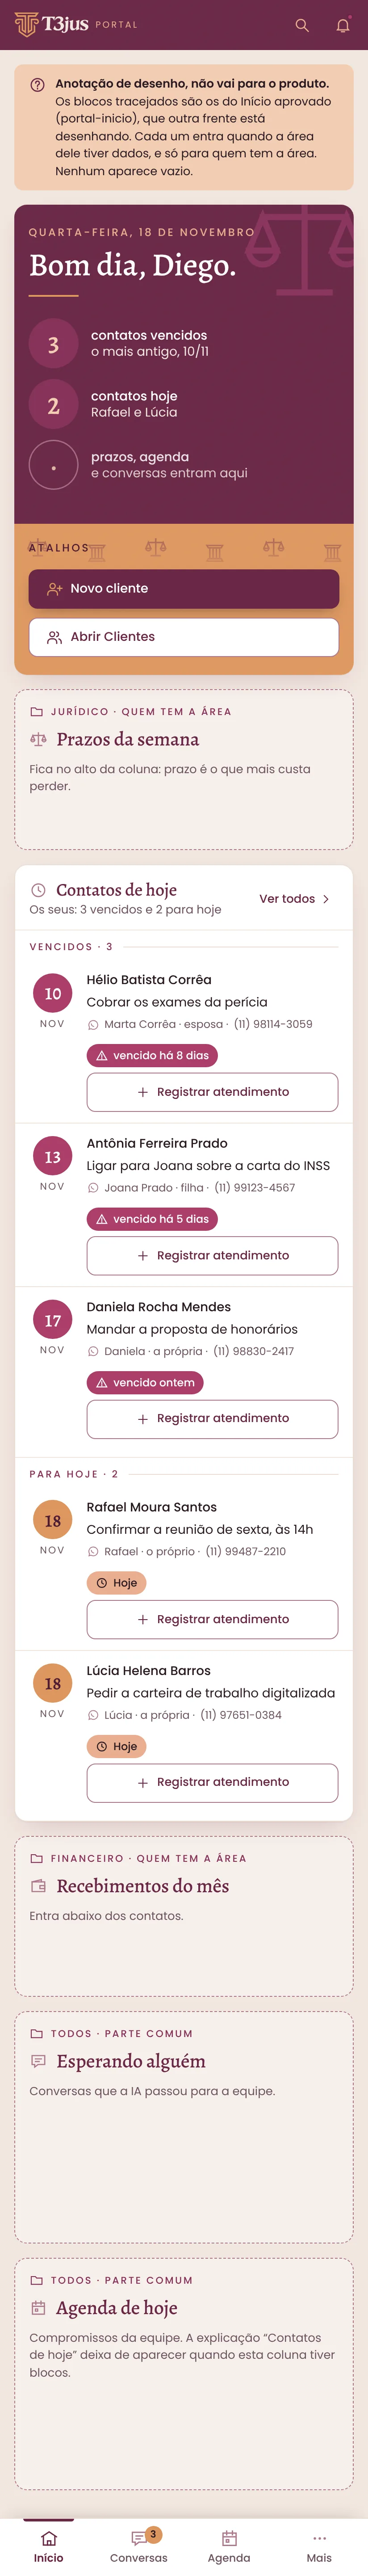 T3jus PORTAL
Anotação de desenho, não vai para o produto.
Os blocos tracejados são os do Início aprovado
(portal-inicio), que outra frente está
desenhando. Cada um entra quando a área
dele tiver dados, e só para quem tem a área.
Nenhum aparece vazio.
QUARTA-FEIRA, 18 DE NOVEMBRO
Bom dia, Diego.
3
contatos vencidos
o mais antigo, 10/11
2
contatos hoje
Rafael e Lúcia
.
prazos, agenda
e conversas entram aqui
ATALHOS
Novo cliente
Abrir Clientes
JURÍDICO · QUEM TEM A ÁREA
Prazos da semana
Fica no alto da coluna: prazo é o que mais custa
perder.
Contatos de hoje
Os seus: 3 vencidos e 2 para hoje
Ver todos
VENCIDOS · 3
10
NOV
Hélio Batista Corrêa
Cobrar os exames da perícia
Marta Corrêa · esposa · (11) 98114-3059
vencido há 8 dias
Registrar atendimento
13
NOV
Antônia Ferreira Prado
Ligar para Joana sobre a carta do INSS
Joana Prado · filha · (11) 99123-4567
vencido há 5 dias
Registrar atendimento
17
NOV
Daniela Rocha Mendes
Mandar a proposta de honorários
Daniela · a própria · (11) 98830-2417
vencido ontem
Registrar atendimento
PARA HOJE · 2
18
NOV
Rafael Moura Santos
Confirmar a reunião de sexta, às 14h
Rafael · o próprio · (11) 99487-2210
Hoje
Registrar atendimento
18
NOV
Lúcia Helena Barros
Pedir a carteira de trabalho digitalizada
Lúcia · a própria · (11) 97651-0384
Hoje
Registrar atendimento
FINANCEIRO · QUEM TEM A ÁREA
Recebimentos do mês
Entra abaixo dos contatos.
TODOS · PARTE COMUM
Esperando alguém
Conversas que a IA passou para a equipe.
TODOS · PARTE COMUM
Agenda de hoje
Compromissos da equipe. A explicação “Contatos
de hoje” deixa de aparecer quando esta coluna tiver
blocos.
3
Início
Conversas
Agenda
Mais